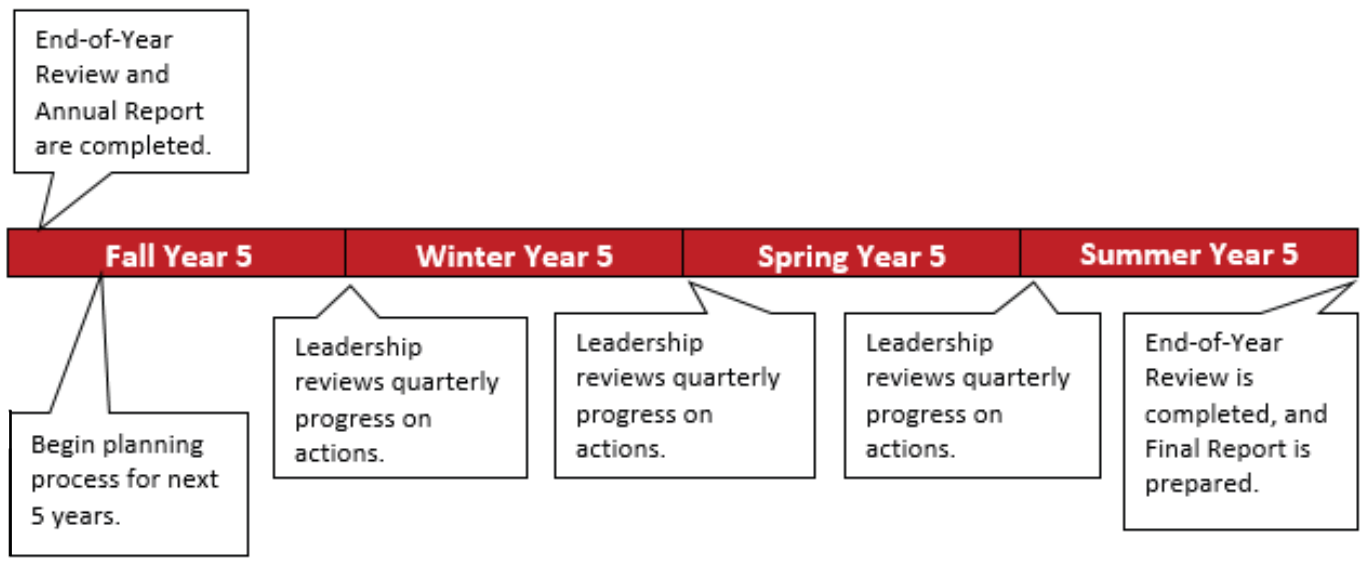 End-of-Year
Review and
Annual Report
are completed.
Fall Year 5
Winter Year 5
Spring Year 5
Summer Year 5
Begin planning
process for next
5 years.
Leadership
reviews quarterly
progress on
actions.
Leadership
reviews quarterly
progress on
actions.
Leadership
reviews quarterly
progress on
actions.
End-of-Year
Review is
completed, and
Final Report is
prepared.